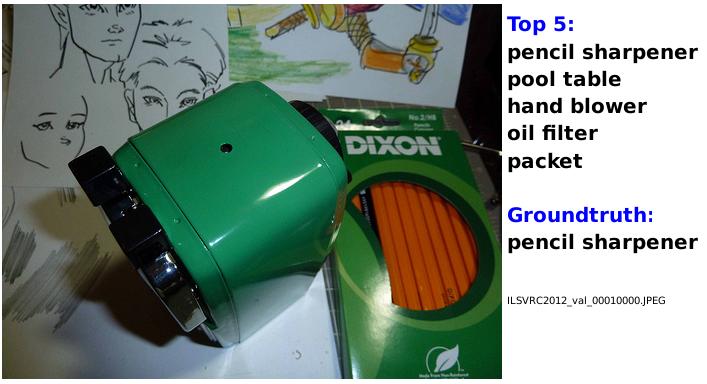 Top 5:
pencil sharpener
pool table
hand blower
oil filter
packet
Groundtruth:
pencil sharpener
ILSVRC2012_val_00010000.JPEG
No.2/HB
DIXON